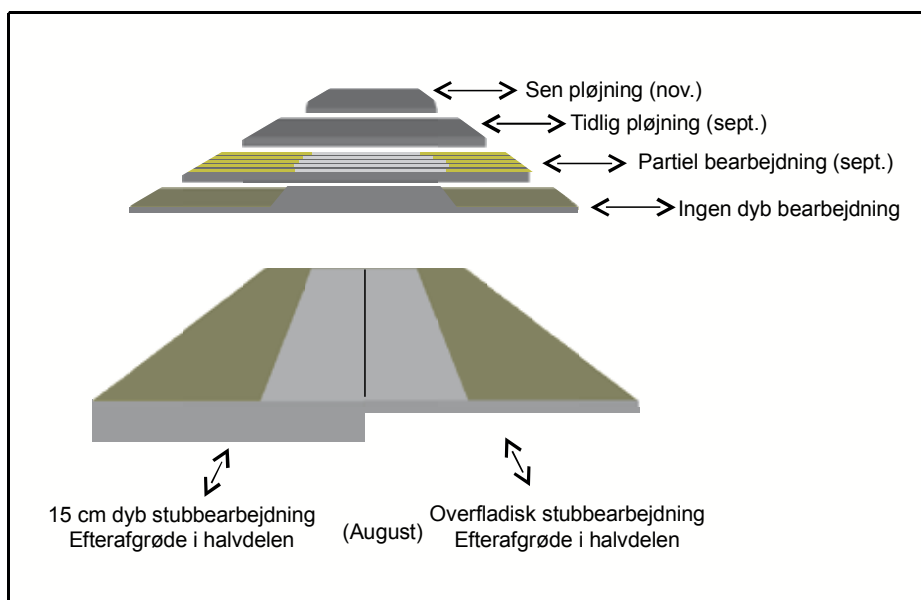 Sen pløjning (nov.)
Tidlig pløjning (sept.)
Partiel bearbejdning (sept.)
Ingen dyb bearbejdning
15 cm dyb stubbearbejdning
Efterafgrøde i halvdelen
(August)
Overfladisk stubbearbejdning
Efterafgrøde i halvdelen